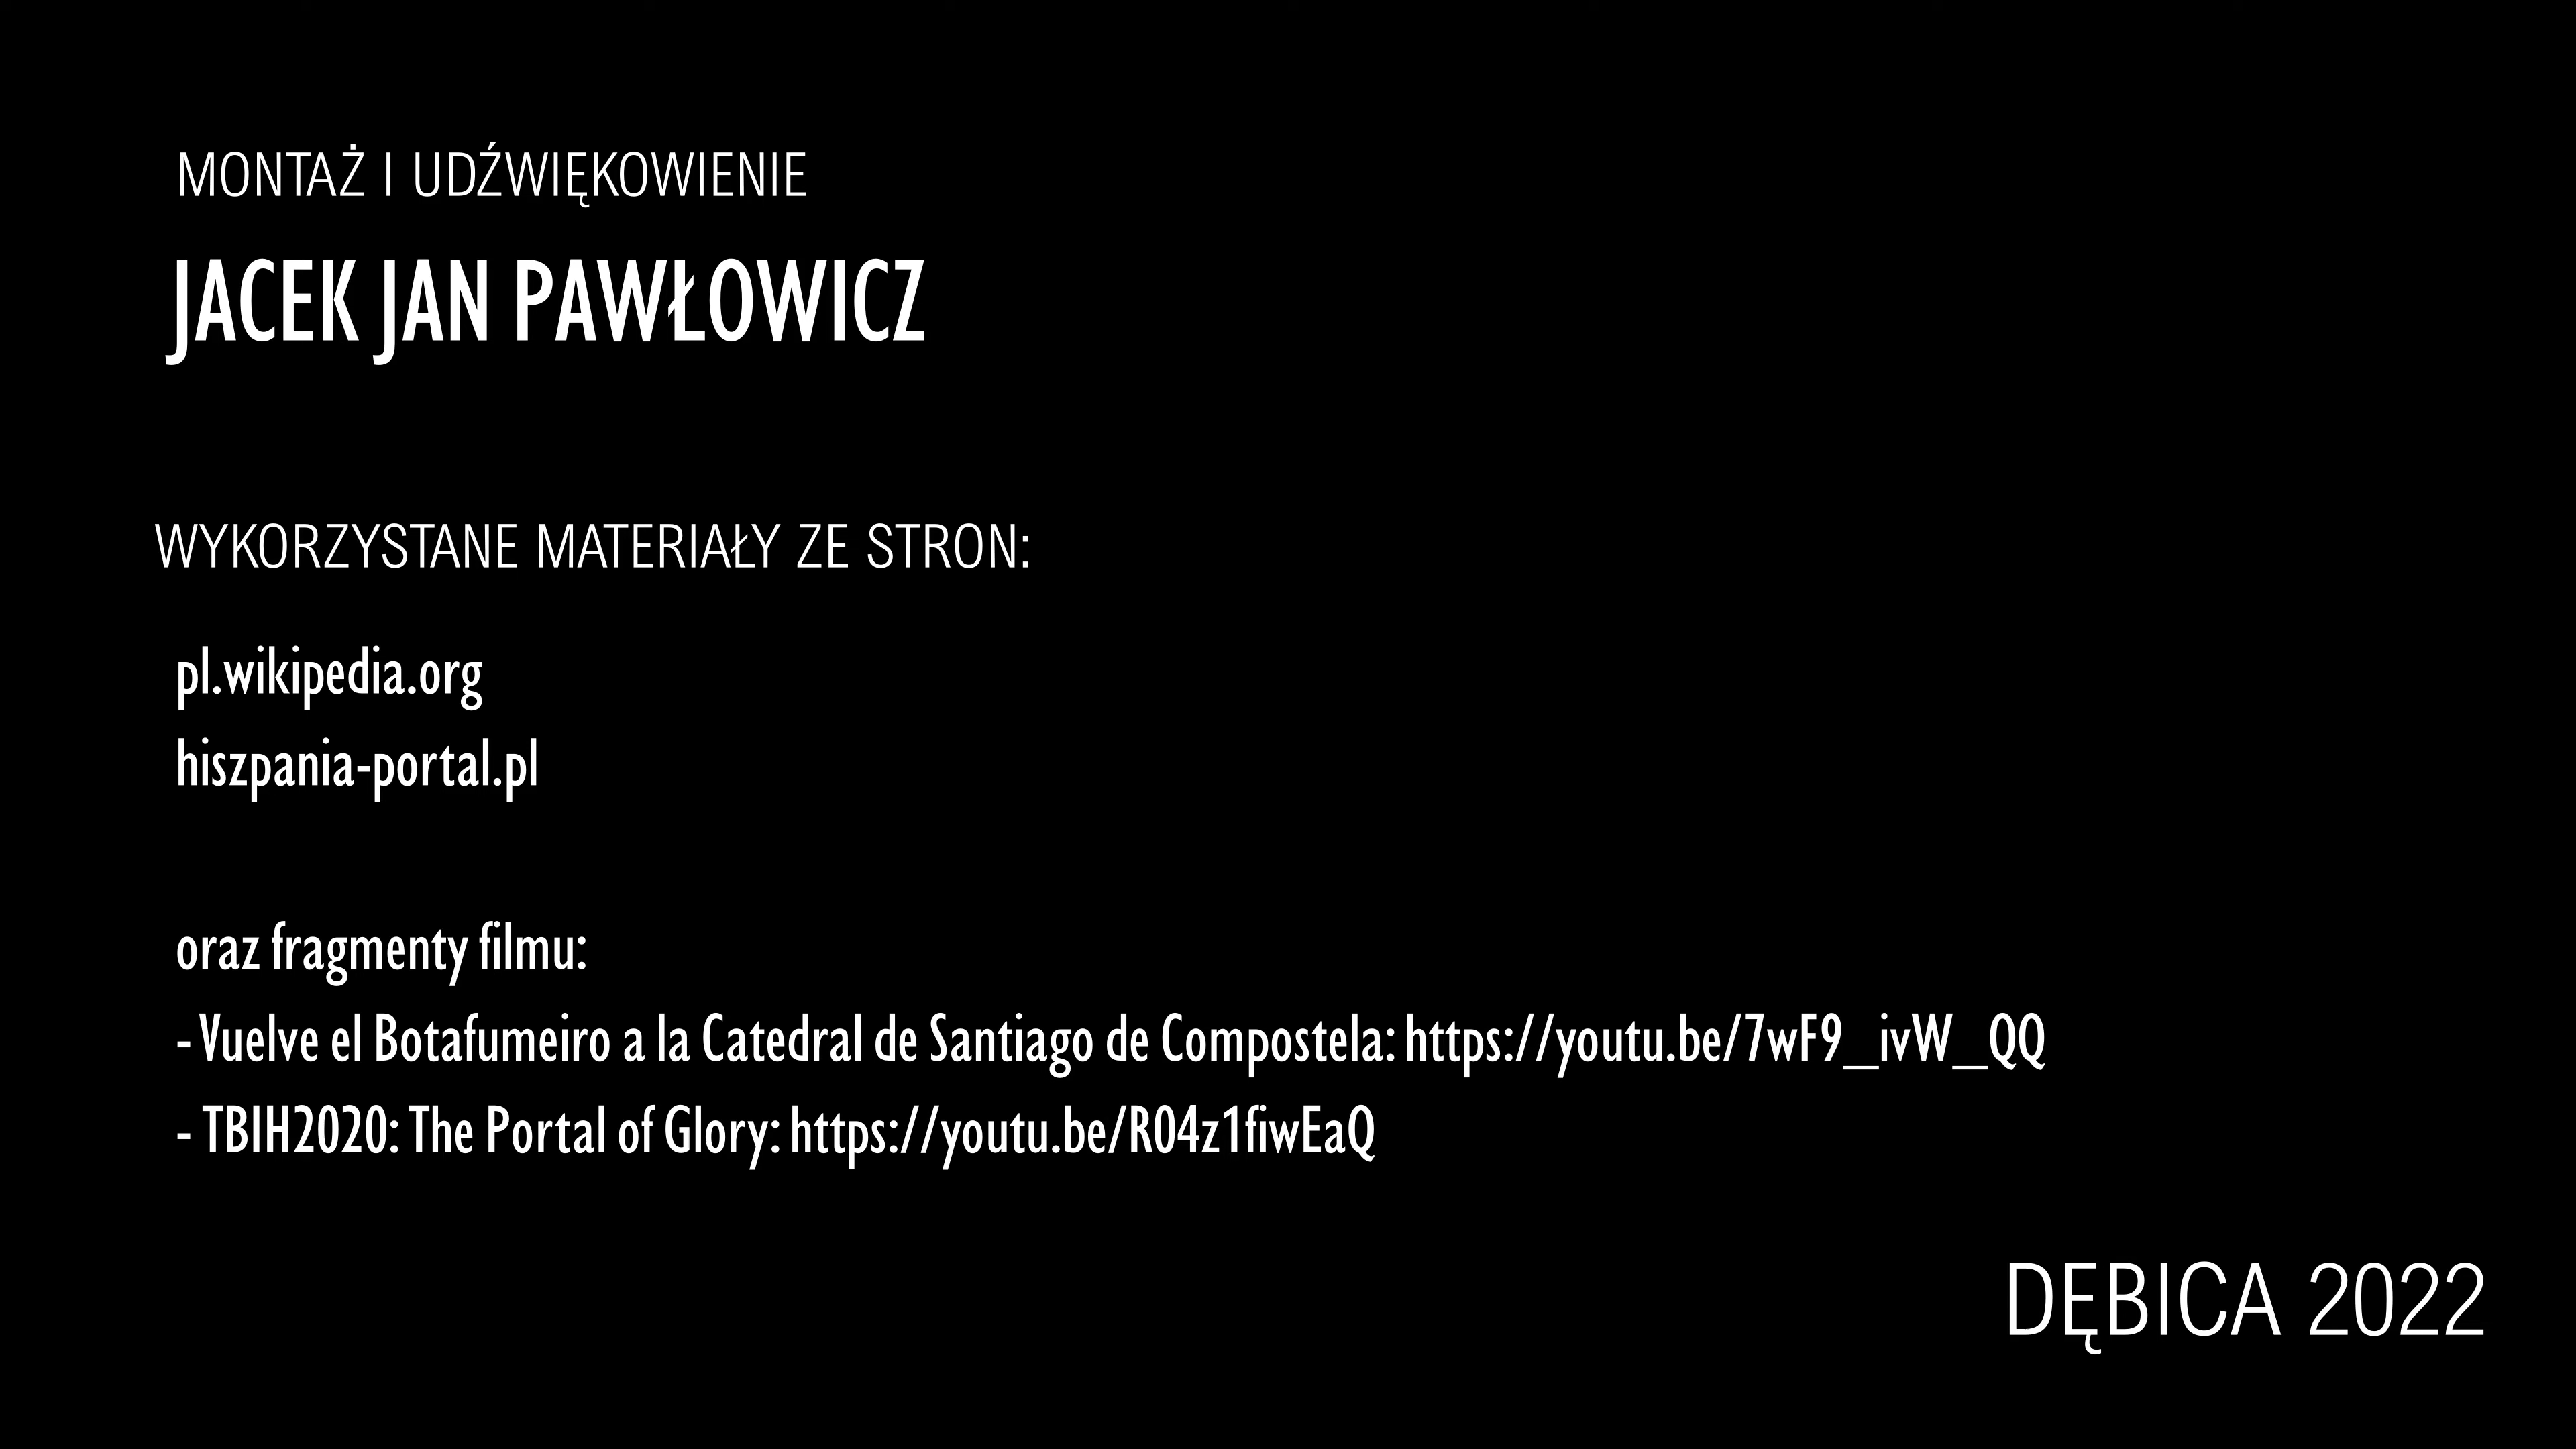 MONTAŻ I UDŹWIĘKOWIENIE
JACEK JAN PAWŁOWICZ
WYKORZYSTANE MATERIAŁY ZE STRON:
pl.wikipedia.org
hiszpania-portal.pl
oraz fragmenty filmu:
- Vuelve el Botafumeiro a la Catedral de Santiago de Compostela: https://youtu.be/7wF9_ivW_QQ
- TBIH2020: The Portal of Glory: https://youtu.be/R04z1fiwEaQ
DĘBICA 2022